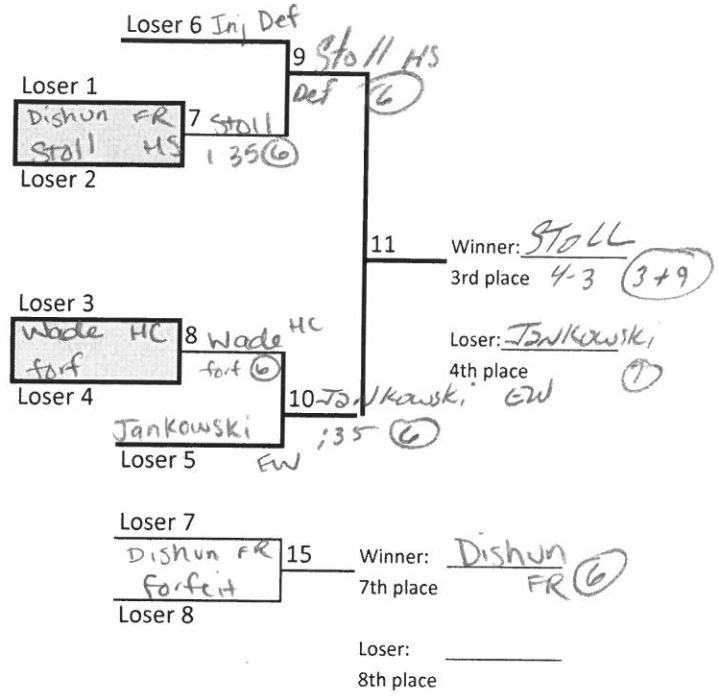 Loser 6 Inj Def
9 Stoll HS
Def 6
Loser 1
Dishun FR
7 Stoll
Stoll HS
1 35 6
Loser 2
11
Winner: STOLL
3rd place 4-3 3+9
Loser 3
Wade HC
8 Wade HC
forf
forf 6
Loser: Jankowski
4th place
Loser 4
10 Jankowski EW
Jankowski
:35 6
Loser 5 EW
Loser 7
Dishun FR
15
Winner: Dishun
forfeit
7th place FR 6
Loser 8
Loser:
8th place